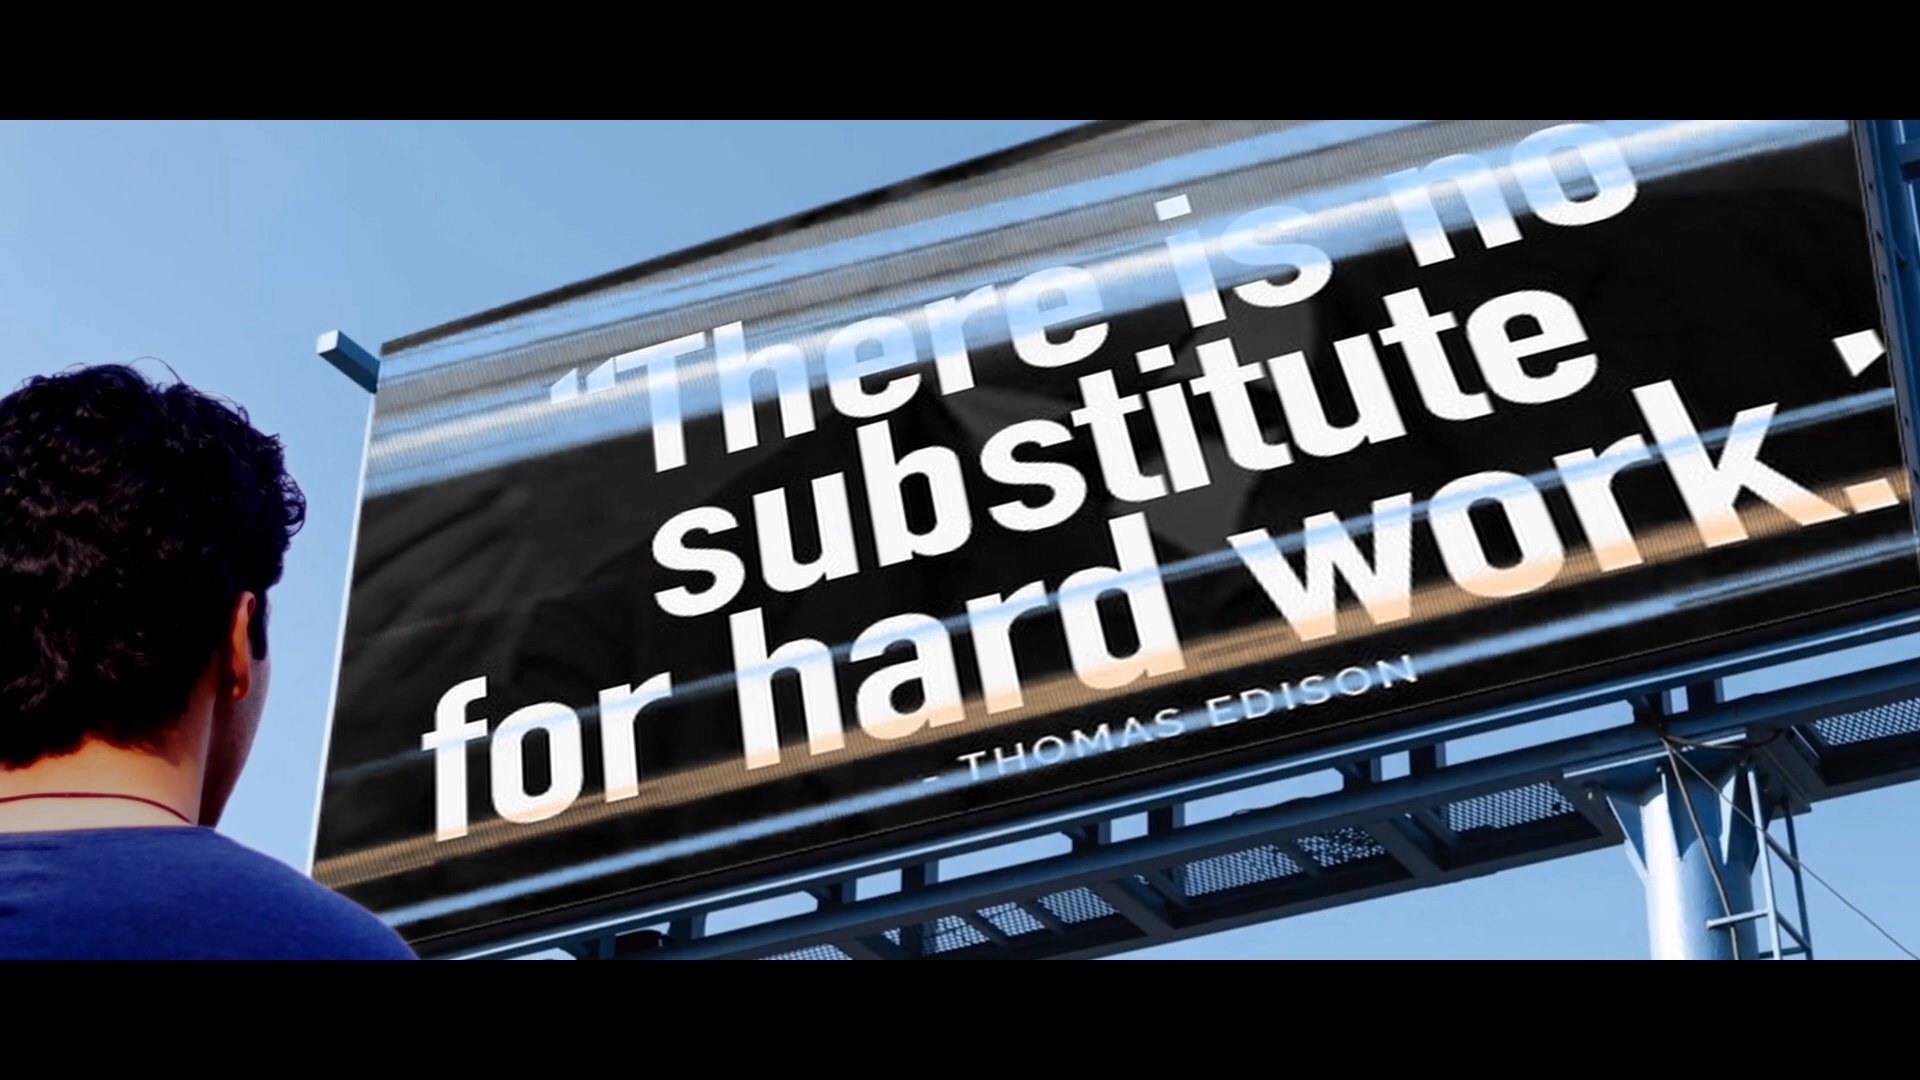 “There is no
substitute
for hard work.’
- THOMAS EDISON